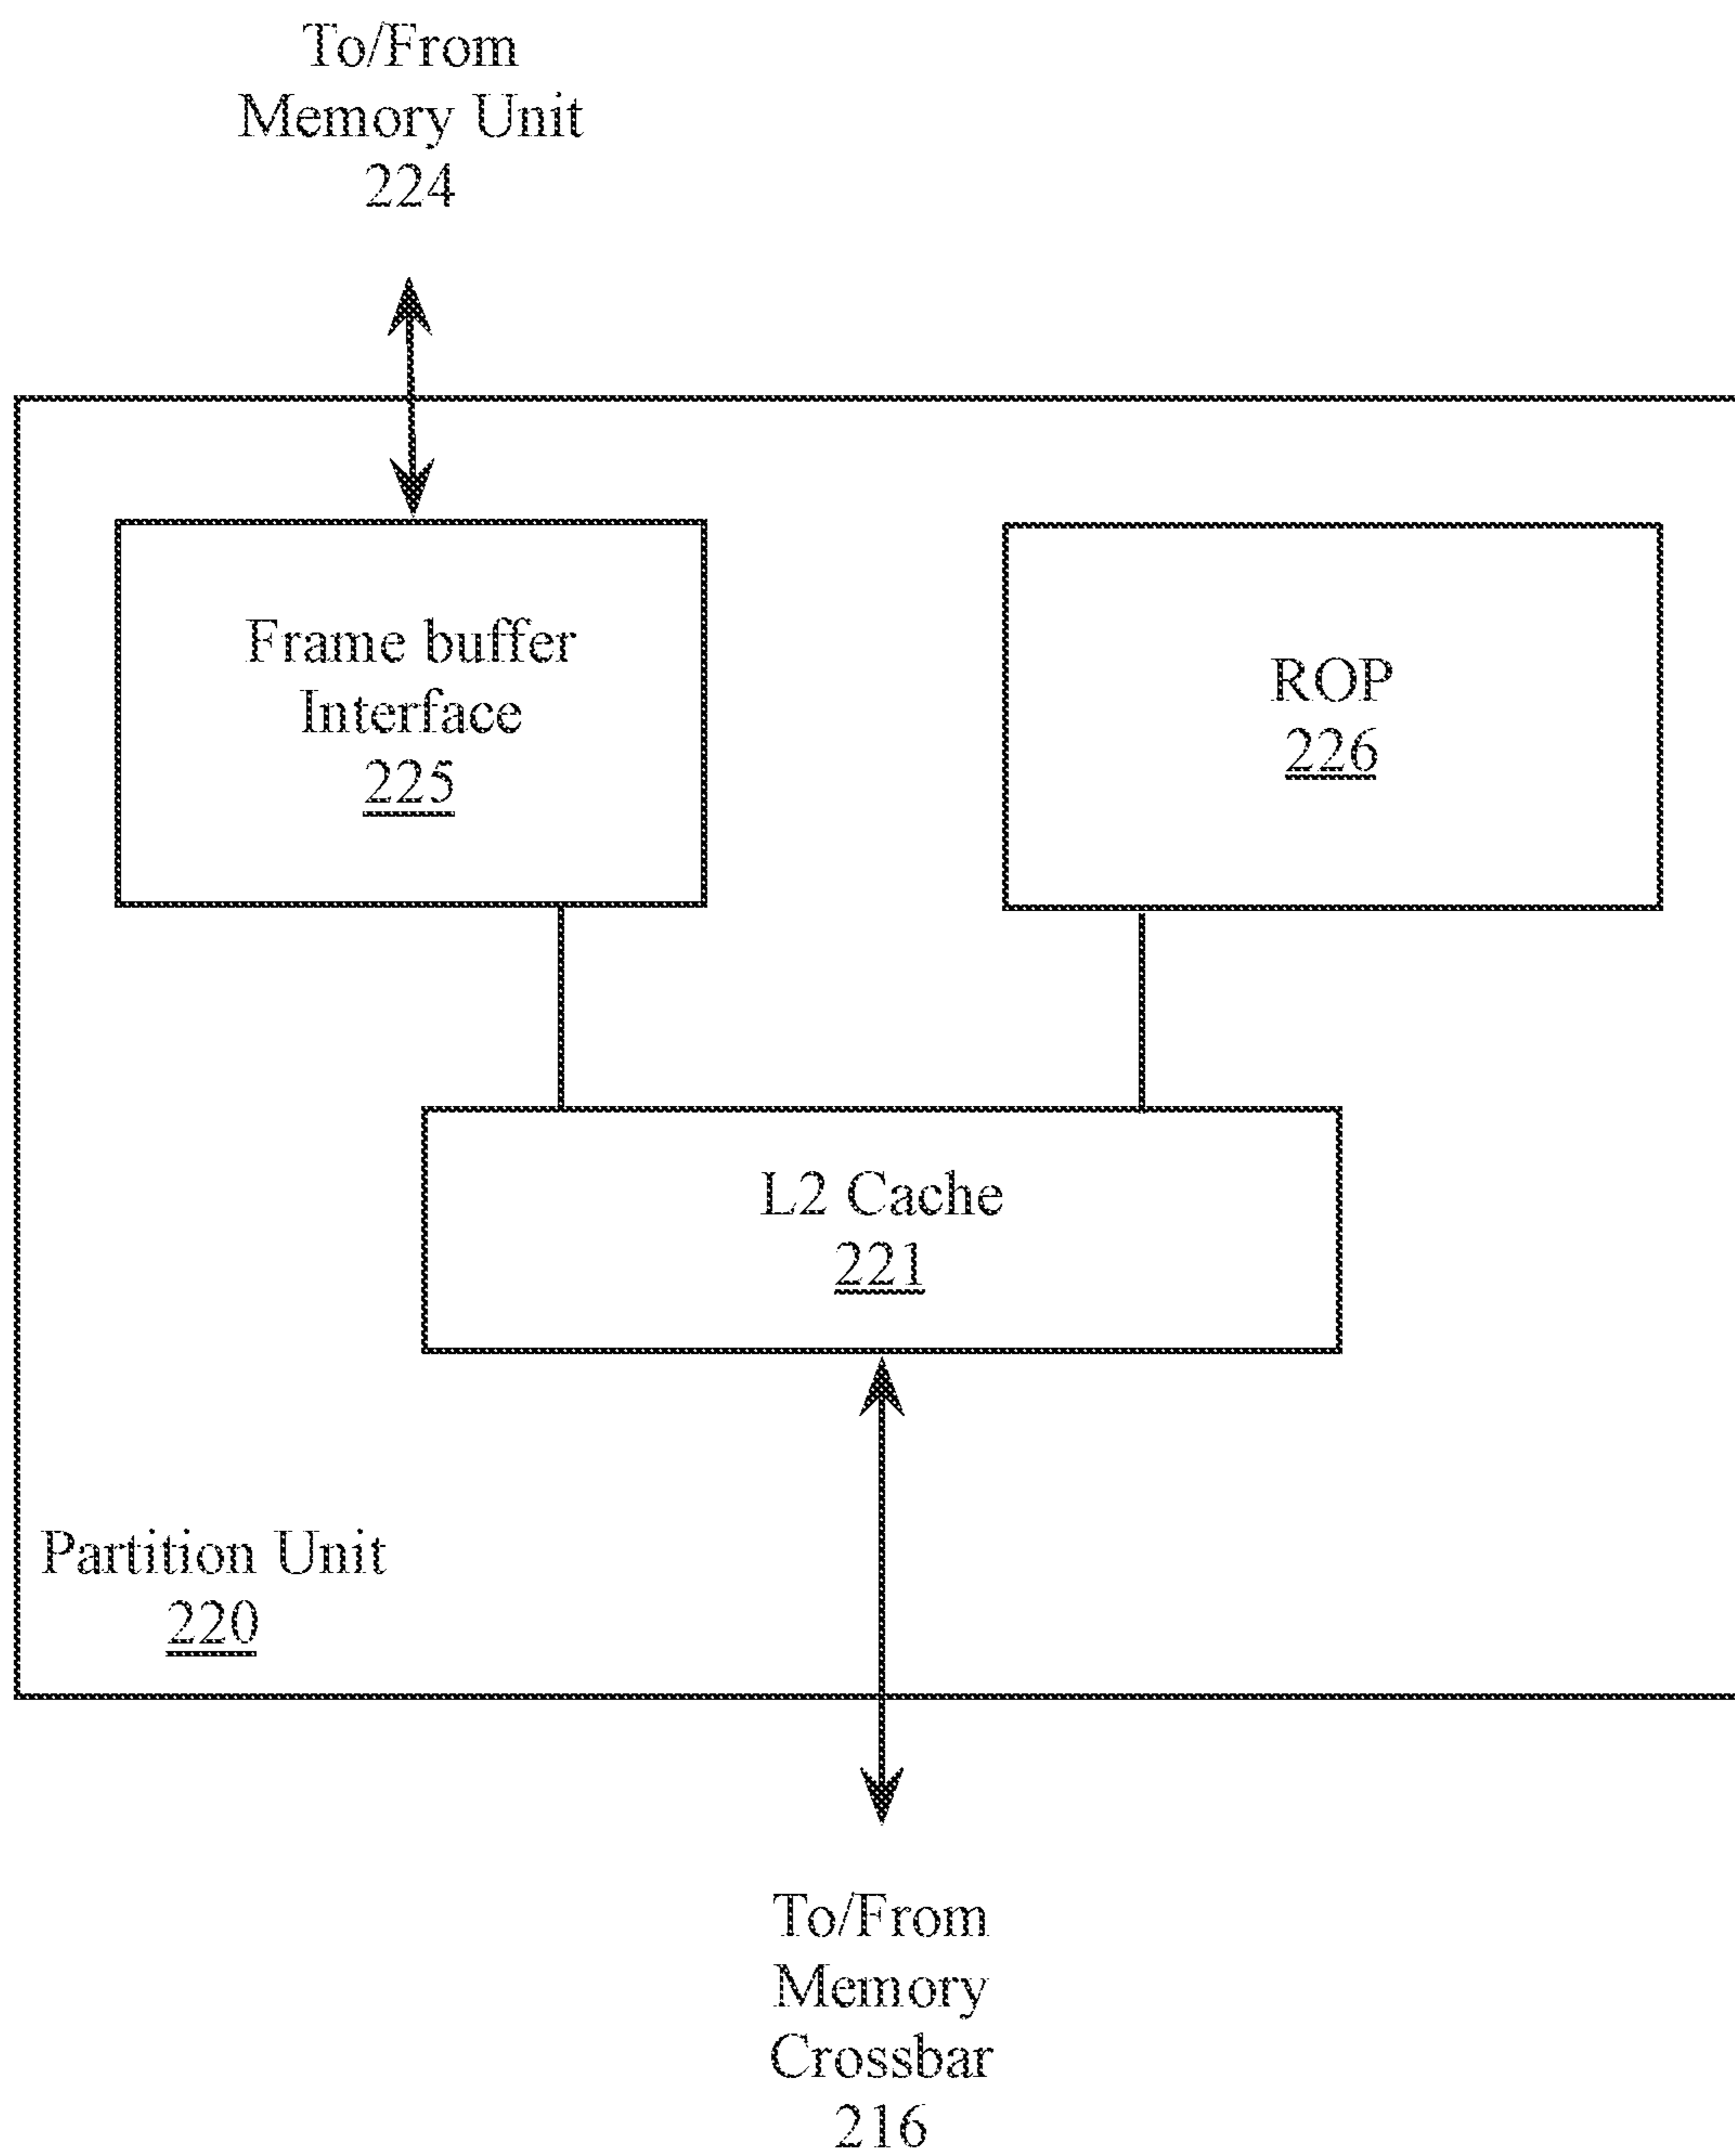 To/From
Memory Unit
224
Frame buffer
Interface
225
ROP
226
L2 Cache
221
Partition Unit
220
To/From
Memory
Crossbar
216